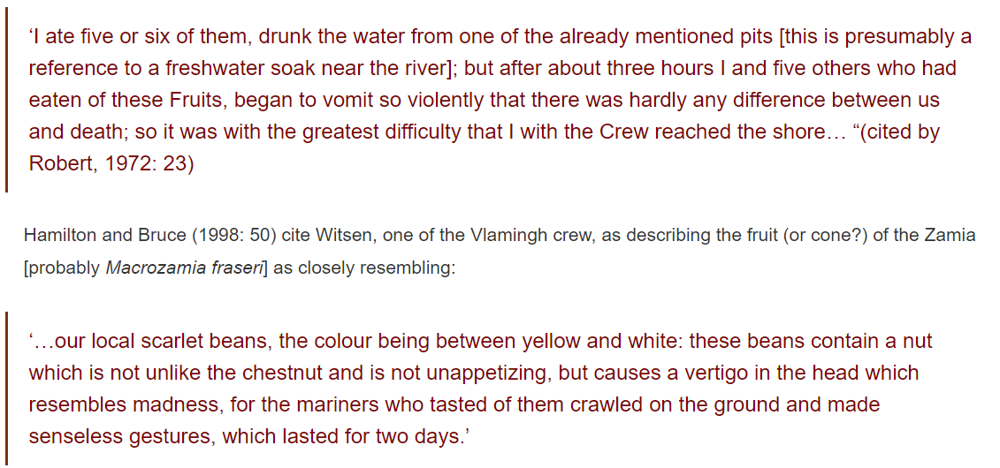 ‘I ate five or six of them, drunk the water from one of the already mentioned pits [this is presumably a
reference to a freshwater soak near the river]; but after about three hours I and five others who had
eaten of these Fruits, began to vomit so violently that there was hardly any difference between us
and death; so it was with the greatest difficulty that I with the Crew reached the shore… “(cited by
Robert, 1972: 23)
Hamilton and Bruce (1998: 50) cite Witsen, one of the Vlamingh crew, as describing the fruit (or cone?) of the Zamia
[probably Macrozamia fraseri] as closely resembling:
‘…our local scarlet beans, the colour being between yellow and white: these beans contain a nut
which is not unlike the chestnut and is not unappetizing, but causes a vertigo in the head which
resembles madness, for the mariners who tasted of them crawled on the ground and made
senseless gestures, which lasted for two days.’